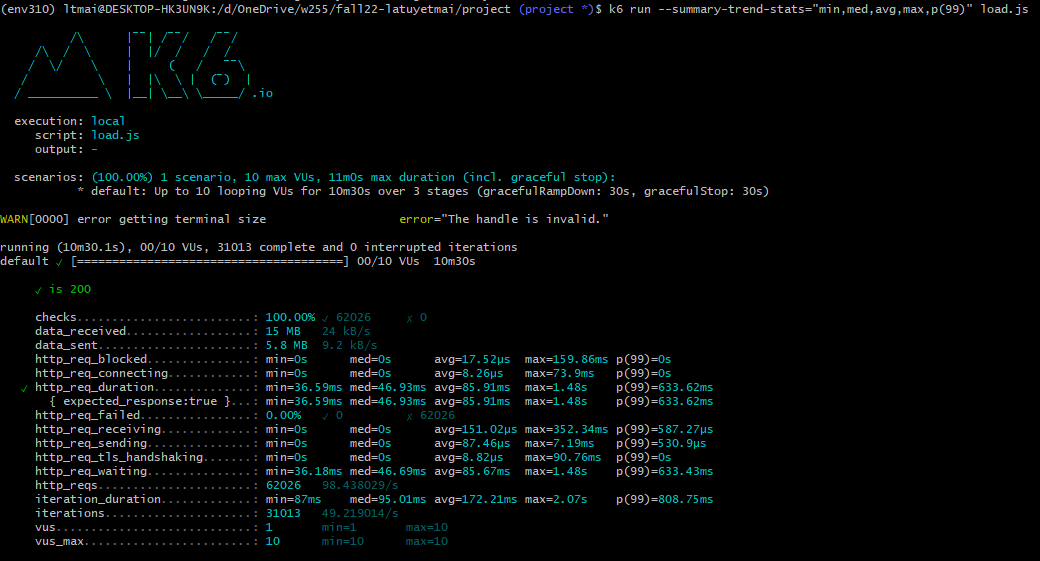 (env310) ltmai@DESKTOP-HK3UN9K:/d/OneDrive/w255/fall22-latuyetmai/project (project *)$ k6 run --summary-trend-stats="min,med,avg,max,p(99)" load.js
          /\      |‾‾| /‾‾/   /‾‾/
     /\  /  \     |  |/  /   /  /
    /  \/    \    |     (   /   ‾‾\
   /          \   |  |\  \ |  (‾)  |
  / __________ \  |__| \__\ \_____/ .io
  execution: local
     script: load.js
     output: -
  scenarios: (100.00%) 1 scenario, 10 max VUs, 11m0s max duration (incl. graceful stop):
           * default: Up to 10 looping VUs for 10m30s over 3 stages (gracefulRampDown: 30s, gracefulStop: 30s)
WARN[0000] error getting terminal size                   error="The handle is invalid."
running (10m30.1s), 00/10 VUs, 31013 complete and 0 interrupted iterations
default ✓ [======================================] 00/10 VUs  10m30s
     ✓ is 200
     checks.........................: 100.00% ✓ 62026     ✗ 0
     data_received..................: 15 MB   24 kB/s
     data_sent......................: 5.8 MB  9.2 kB/s
     http_req_blocked...............: min=0s      med=0s      avg=17.52µs  max=159.86ms p(99)=0s
     http_req_connecting............: min=0s      med=0s      avg=8.26µs   max=73.9ms   p(99)=0s
   ✓ http_req_duration..............: min=36.59ms med=46.93ms avg=85.91ms  max=1.48s    p(99)=633.62ms
       { expected_response:true }...: min=36.59ms med=46.93ms avg=85.91ms  max=1.48s    p(99)=633.62ms
     http_req_failed................: 0.00%   ✓ 0         ✗ 62026
     http_req_receiving.............: min=0s      med=0s      avg=151.02µs max=352.34ms p(99)=587.27µs
     http_req_sending...............: min=0s      med=0s      avg=87.46µs  max=7.19ms   p(99)=530.9µs
     http_req_tls_handshaking.......: min=0s      med=0s      avg=8.82µs   max=90.76ms  p(99)=0s
     http_req_waiting...............: min=36.18ms med=46.69ms avg=85.67ms  max=1.48s    p(99)=633.43ms
     http_reqs......................: 62026   98.438029/s
     iteration_duration.............: min=87ms    med=95.01ms avg=172.21ms max=2.07s    p(99)=808.75ms
     iterations.....................: 31013   49.219014/s
     vus............................: 1       min=1       max=10
     vus_max........................: 10      min=10      max=10